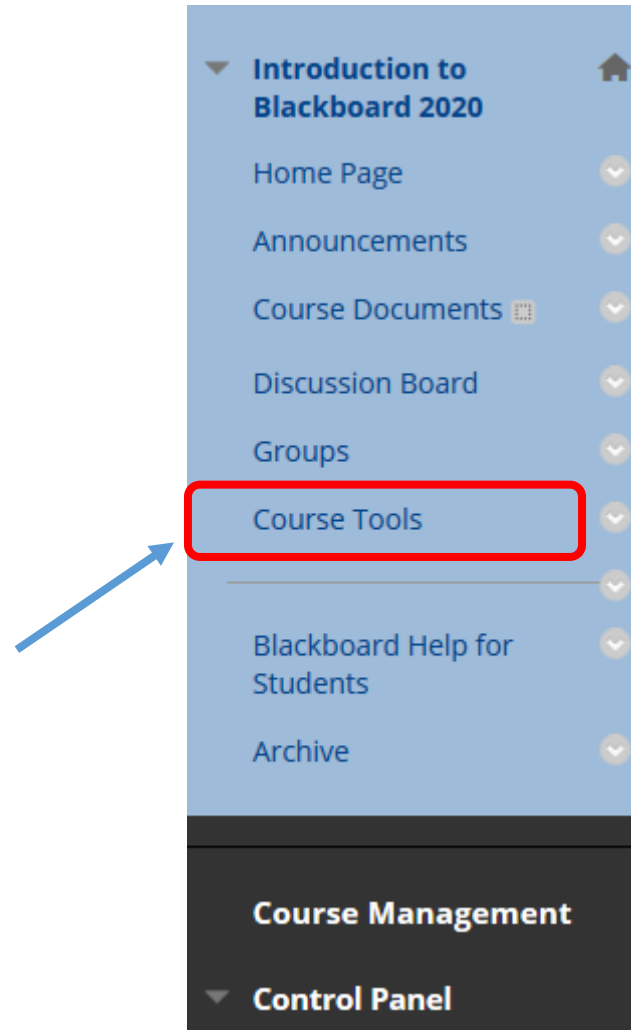 Introduction to
Blackboard 2020
Home Page
Announcements
Course Documents
Discussion Board
Groups
Course Tools
Blackboard Help for
Students
Archive
Course Management
Control Panel